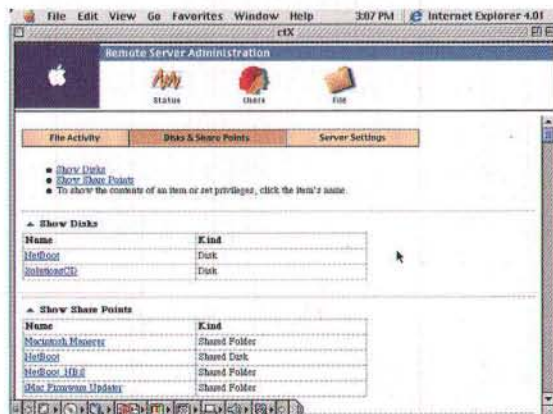 File Edit View Go Favorites Window Help 3:07 PM Internet Explorer 4.01
ctX
Remote Server Administration
Status Users File
File Activity Disks & Share Points Server Settings
Show Disks
Show Share Points
To show the contents of an item or set privileges, click the item's name.
Show Disks
Name Kind
NetBoot Disk
SolutionsCD Disk
Show Share Points
Name Kind
Macintosh Manager Shared Folder
NetBoot Shared Disk
NetBoot HBS Shared Folder
iMac Firmware Updater Shared Folder